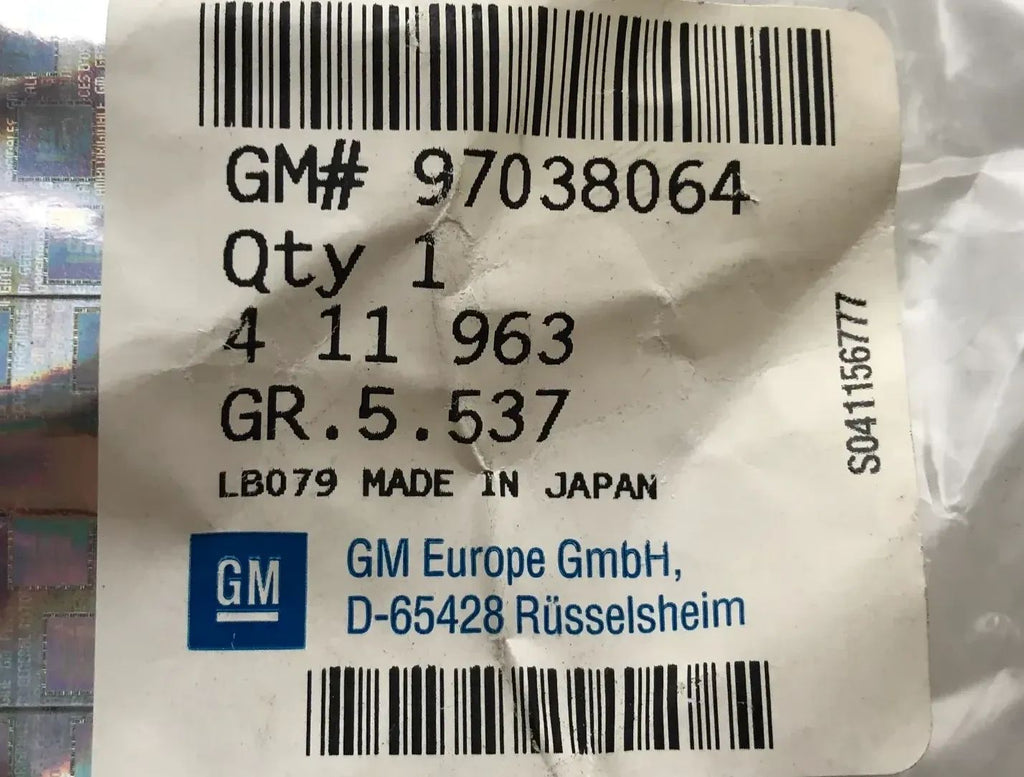 GM# 97038064
Qty 1
4 11 963
GR.5.537
LB079 MADE IN JAPAN
S041156777
GM
GM Europe GmbH,
D-65428 Rüsselsheim